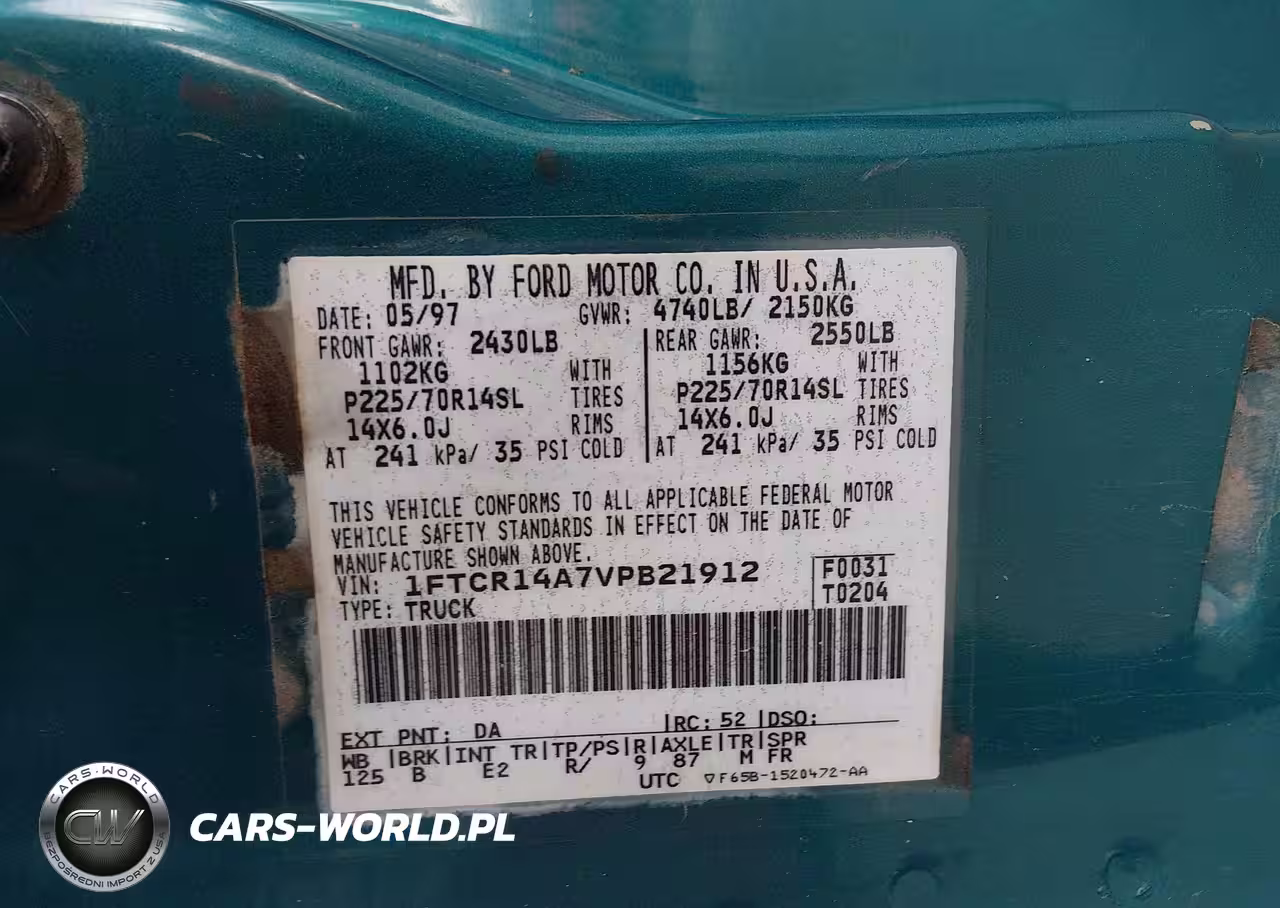 MFD. BY FORD MOTOR CO. IN U.S.A.
DATE: 05/97 GVWR: 4740LB/ 2150KG
FRONT GAWR: 2430LB REAR GAWR: 2550LB
1102KG WITH 1156KG WITH
P225/70R14SL TIRES P225/70R14SL TIRES
14X6.0J RIMS 14X6.0J RIMS
AT 241 kPa/ 35 PSI COLD AT 241 kPa/ 35 PSI COLD
THIS VEHICLE CONFORMS TO ALL APPLICABLE FEDERAL MOTOR
VEHICLE SAFETY STANDARDS IN EFFECT ON THE DATE OF
MANUFACTURE SHOWN ABOVE.
VIN: 1FTCR14A7VPB21912 F0031
TYPE: TRUCK T0204
EXT PNT: DA |RC: 52 |DSO:
WB |BRK|INT TR|TP/PS|R|AXLE|TR|SPR
125 B E2 R/ 9 87 M FR
UTC ▽F65B-1520472-AA
CARS-WORLD
CW
BEZPOŚREDNI IMPORT Z USA
CARS-WORLD.PL